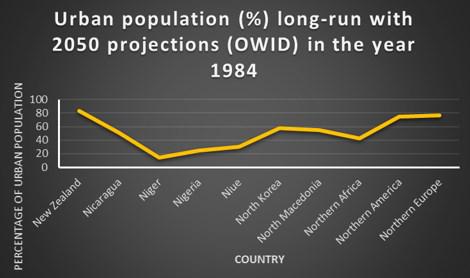 Urban population (%) long-run with
2050 projections (OWID) in the year
1984
PERCENTAGE OF URBAN POPULATION
100
80
60
40
20
0
New Zealand
Nicaragua
Niger
Nigeria
Niue
North Korea
North Macedonia
Northern Africa
Northern America
Northern Europe
COUNTRY